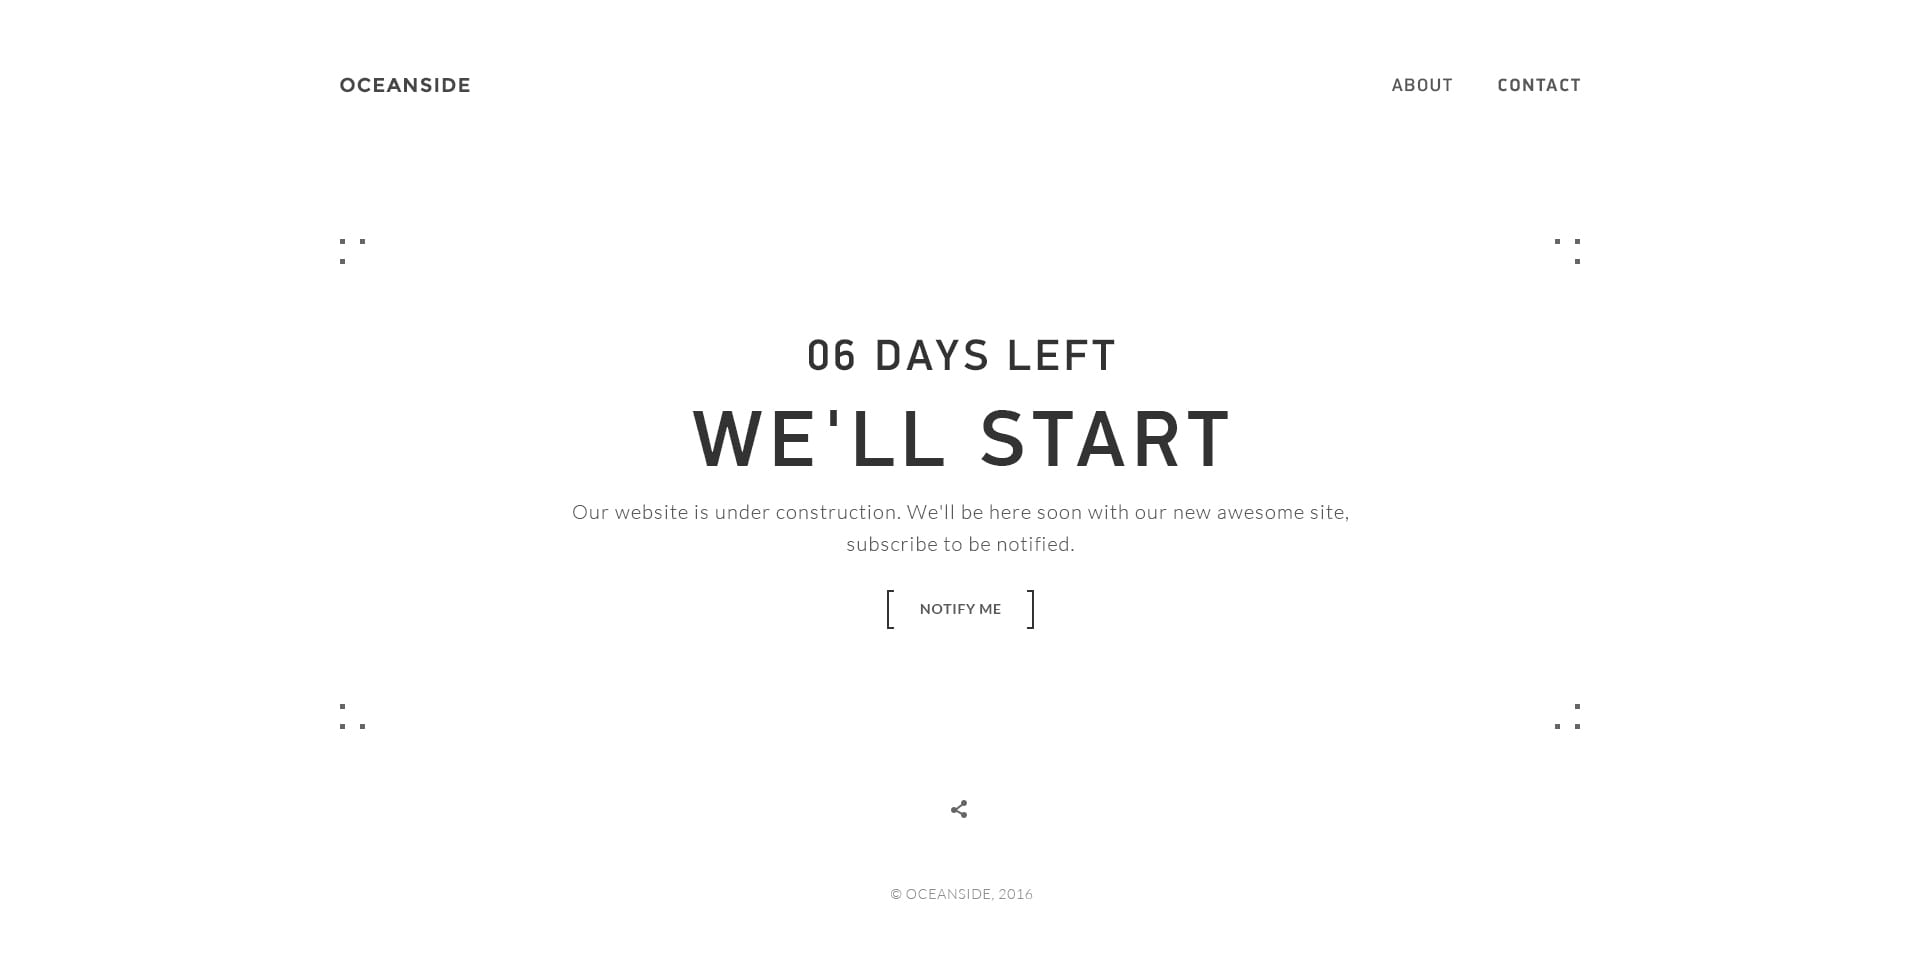 OCEANSIDE
ABOUT
CONTACT
06 DAYS LEFT
WE'LL START
Our website is under construction. We'll be here soon with our new awesome site,
subscribe to be notified.
NOTIFY ME
© OCEANSIDE, 2016